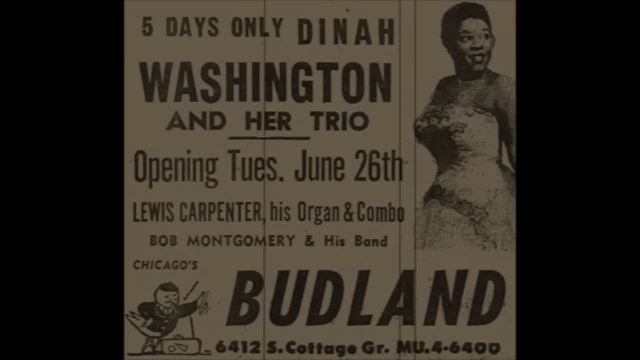 5 DAYS ONLY DINAH
WASHINGTON
AND HER TRIO
Opening Tues. June 26th
LEWIS CARPENTER, his Organ & Combo
BOB MONTGOMERY & His Band
CHICAGO'S
BUDLAND
6412 S. Cottage Gr. MU. 4-6400